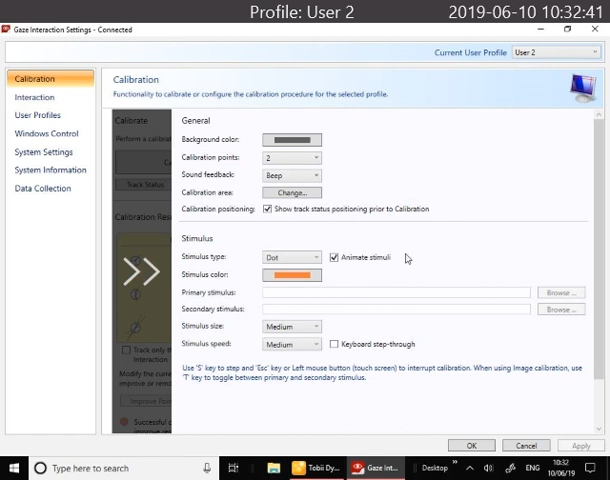 Profile: User 2 2019-06-10 10:32:41
Gaze Interaction Settings - Connected
Current User Profile User 2
Calibration
Interaction
User Profiles
Windows Control
System Settings
System Information
Data Collection
Calibration
Functionality to calibrate or configure the calibration procedure for the selected profile.
Calibrate
Perform a calibrat
Ca
Track Status
Calibration Res
Track only th
Interaction
Modify the curre
improve or remo
Improve Poin
Successful c
General
Background color:
Calibration points: 2
Sound feedback: Beep
Calibration area: Change...
Calibration positioning: Show track status positioning prior to Calibration
Stimulus
Stimulus type: Dot Animate stimuli
Stimulus color:
Primary stimulus: Browse ...
Secondary stimulus: Browse ...
Stimulus size: Medium
Stimulus speed: Medium Keyboard step-through
Use 'S' key to step and 'Esc' key or Left mouse button (touch screen) to interrupt calibration. When using Image calibration, use
'T' key to toggle between primary and secondary stimulus.
OK Cancel Apply
Type here to search Tobii Dy... Gaze Int... Desktop ENG 10:32
10/06/19